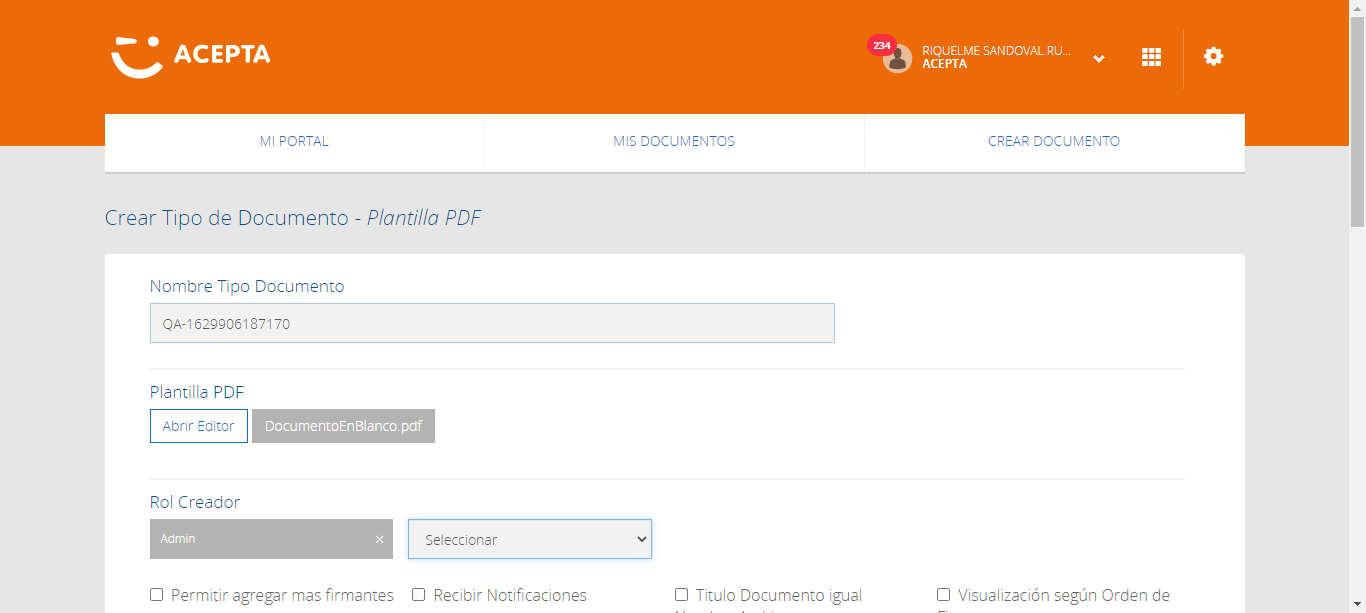 ACEPTA
234
RIQUELME SANDOVAL RU...
ACEPTA
MI PORTAL
MIS DOCUMENTOS
CREAR DOCUMENTO
Crear Tipo de Documento - Plantilla PDF
Nombre Tipo Documento
QA-1629906187170
Plantilla PDF
Abrir Editor
DocumentoEnBlanco.pdf
Rol Creador
Admin ×
Seleccionar
Permitir agregar mas firmantes
Recibir Notificaciones
Titulo Documento igual
Visualización según Orden de